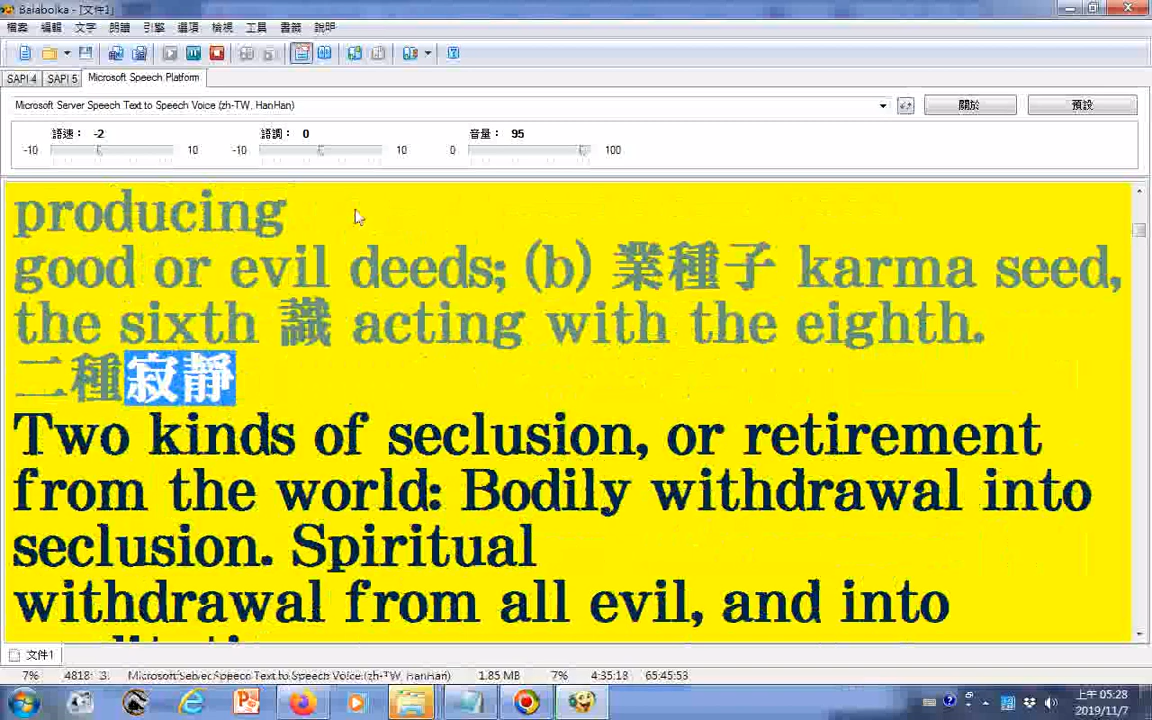 Balabolka - [文件1]
檔案 編輯 文字 朗讀 引擎 選項 檢視 工具 書籤 說明
SAPI 4 SAPI 5 Microsoft Speech Platform
Microsoft Server Speech Text to Speech Voice (zh-TW, HanHan) 關於 預設
語速： -2 語調： 0 音量： 95
-10 10 -10 10 0 100
producing
good or evil deeds; (b) 業種子 karma seed,
the sixth 識 acting with the eighth.
二種寂靜
Two kinds of seclusion, or retirement
from the world: Bodily withdrawal into
seclusion. Spiritual
withdrawal from all evil, and into
文件1
7% 4818: 3. Microsoft Server Speech Text to Speech Voice (zh-TW, HanHan) 1.85 MB 7% 4:35:18 65:45:53
上午 05:28
2019/11/7